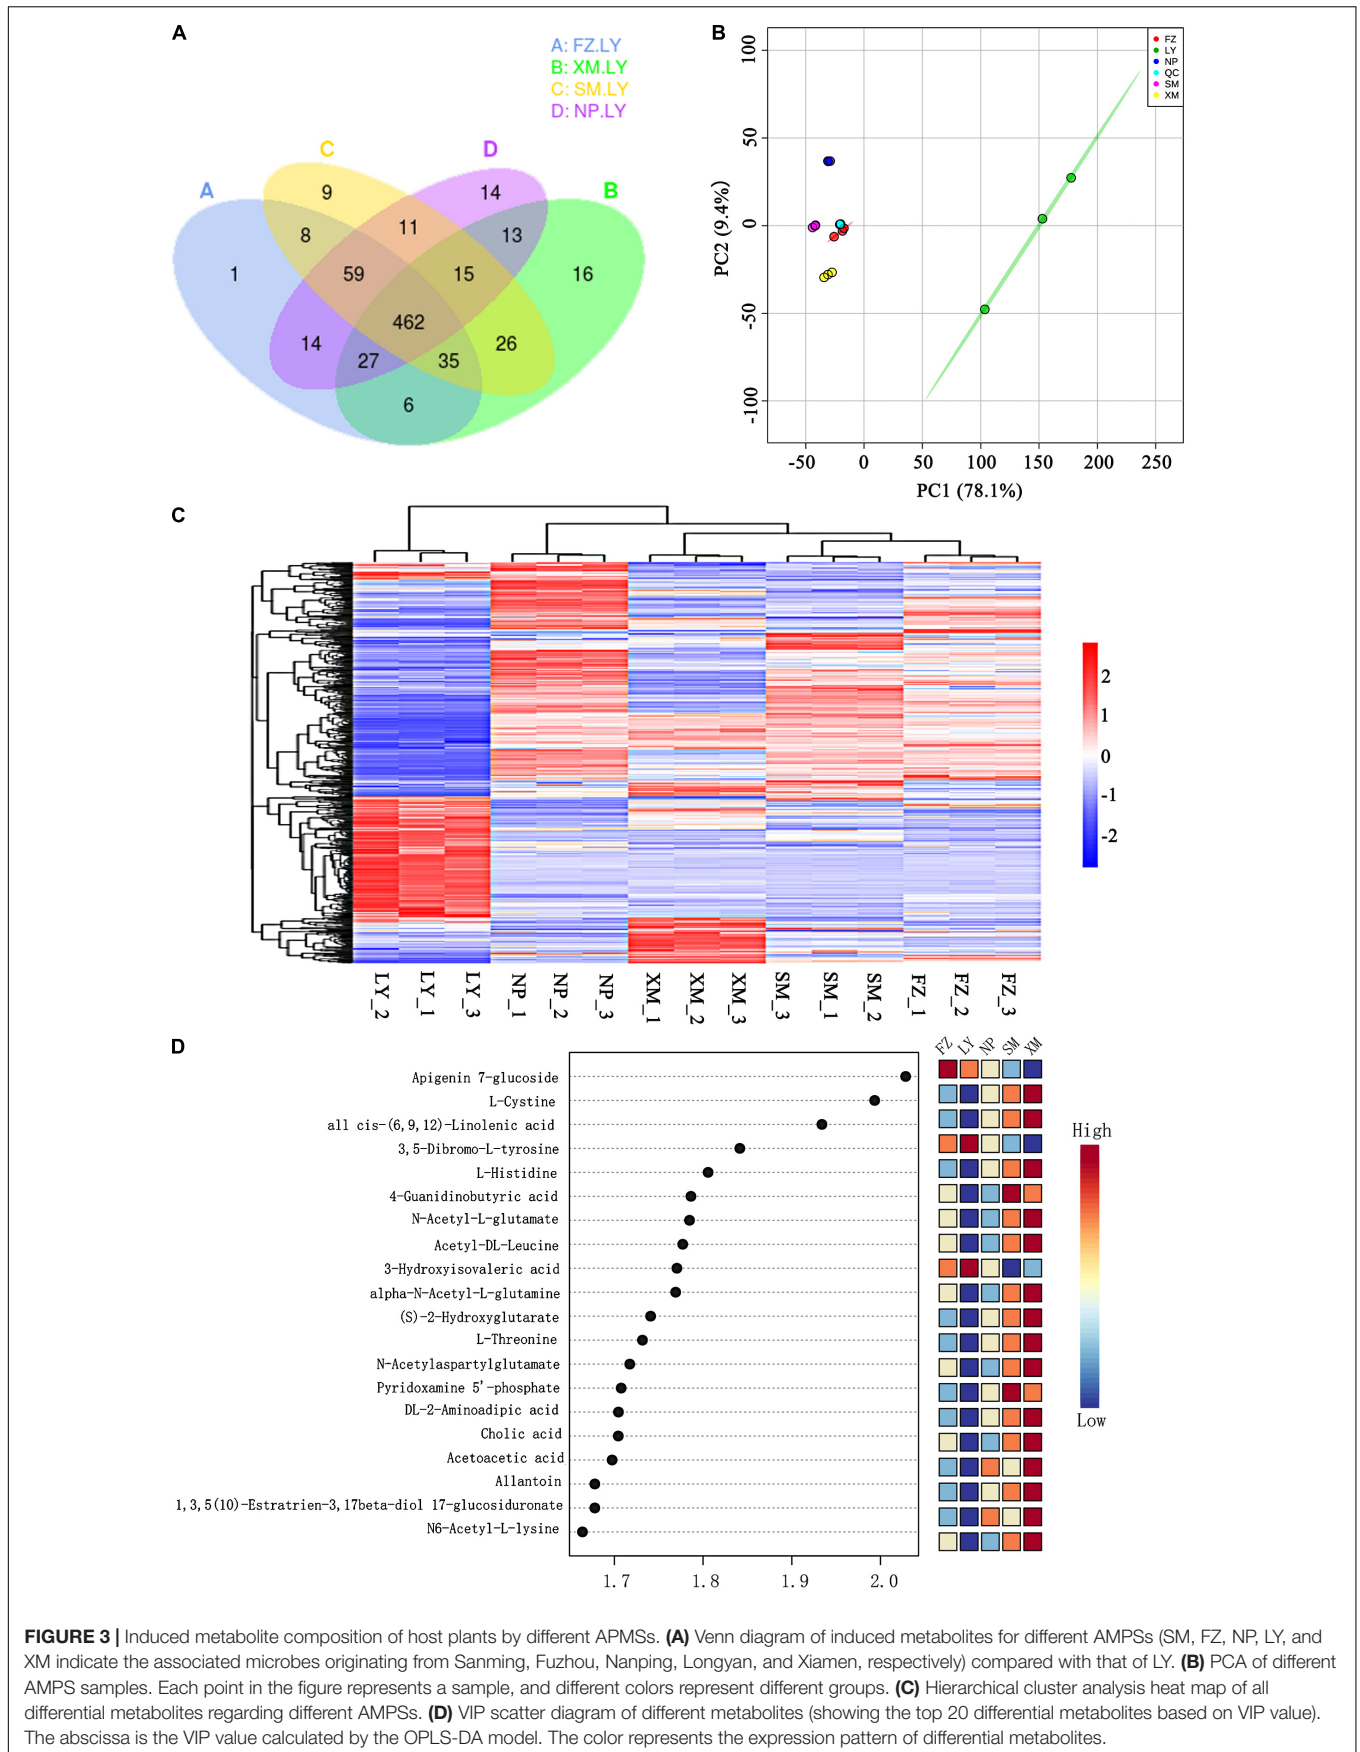 A
A: FZ.LY
B: XM.LY
C: SM.LY
D: NP.LY
C
D
A
B
9
14
8
11
13
1
59
15
16
462
14
27
35
26
6
B
FZ
LY
NP
QC
SM
XM
100
50
0
-50
-100
PC2 (9.4%)
-50
0
50
100
150
200
250
PC1 (78.1%)
C
2
1
0
-1
-2
LY_2
LY_1
LY_3
NP_1
NP_2
NP_3
XM_1
XM_2
XM_3
SM_3
SM_1
SM_2
FZ_1
FZ_2
FZ_3
D
FZ
LY
NP
SM
XM
Apigenin 7-glucoside
L-Cystine
all cis-(6,9,12)-Linolenic acid
3,5-Dibromo-L-tyrosine
L-Histidine
4-Guanidinobutyric acid
N-Acetyl-L-glutamate
Acetyl-DL-Leucine
3-Hydroxyisovaleric acid
alpha-N-Acetyl-L-glutamine
(S)-2-Hydroxyglutarate
L-Threonine
N-Acetylaspartylglutamate
Pyridoxamine 5'-phosphate
DL-2-Aminoadipic acid
Cholic acid
Acetoacetic acid
Allantoin
1,3,5(10)-Estratrien-3,17beta-diol 17-glucosiduronate
N6-Acetyl-L-lysine
1.7
1.8
1.9
2.0
High
Low
FIGURE 3 | Induced metabolite composition of host plants by different APMSs. (A) Venn diagram of induced metabolites for different AMPSs (SM, FZ, NP, LY, and
XM indicate the associated microbes originating from Sanming, Fuzhou, Nanping, Longyan, and Xiamen, respectively) compared with that of LY. (B) PCA of different
AMPS samples. Each point in the figure represents a sample, and different colors represent different groups. (C) Hierarchical cluster analysis heat map of all
differential metabolites regarding different AMPSs. (D) VIP scatter diagram of different metabolites (showing the top 20 differential metabolites based on VIP value).
The abscissa is the VIP value calculated by the OPLS-DA model. The color represents the expression pattern of differential metabolites.